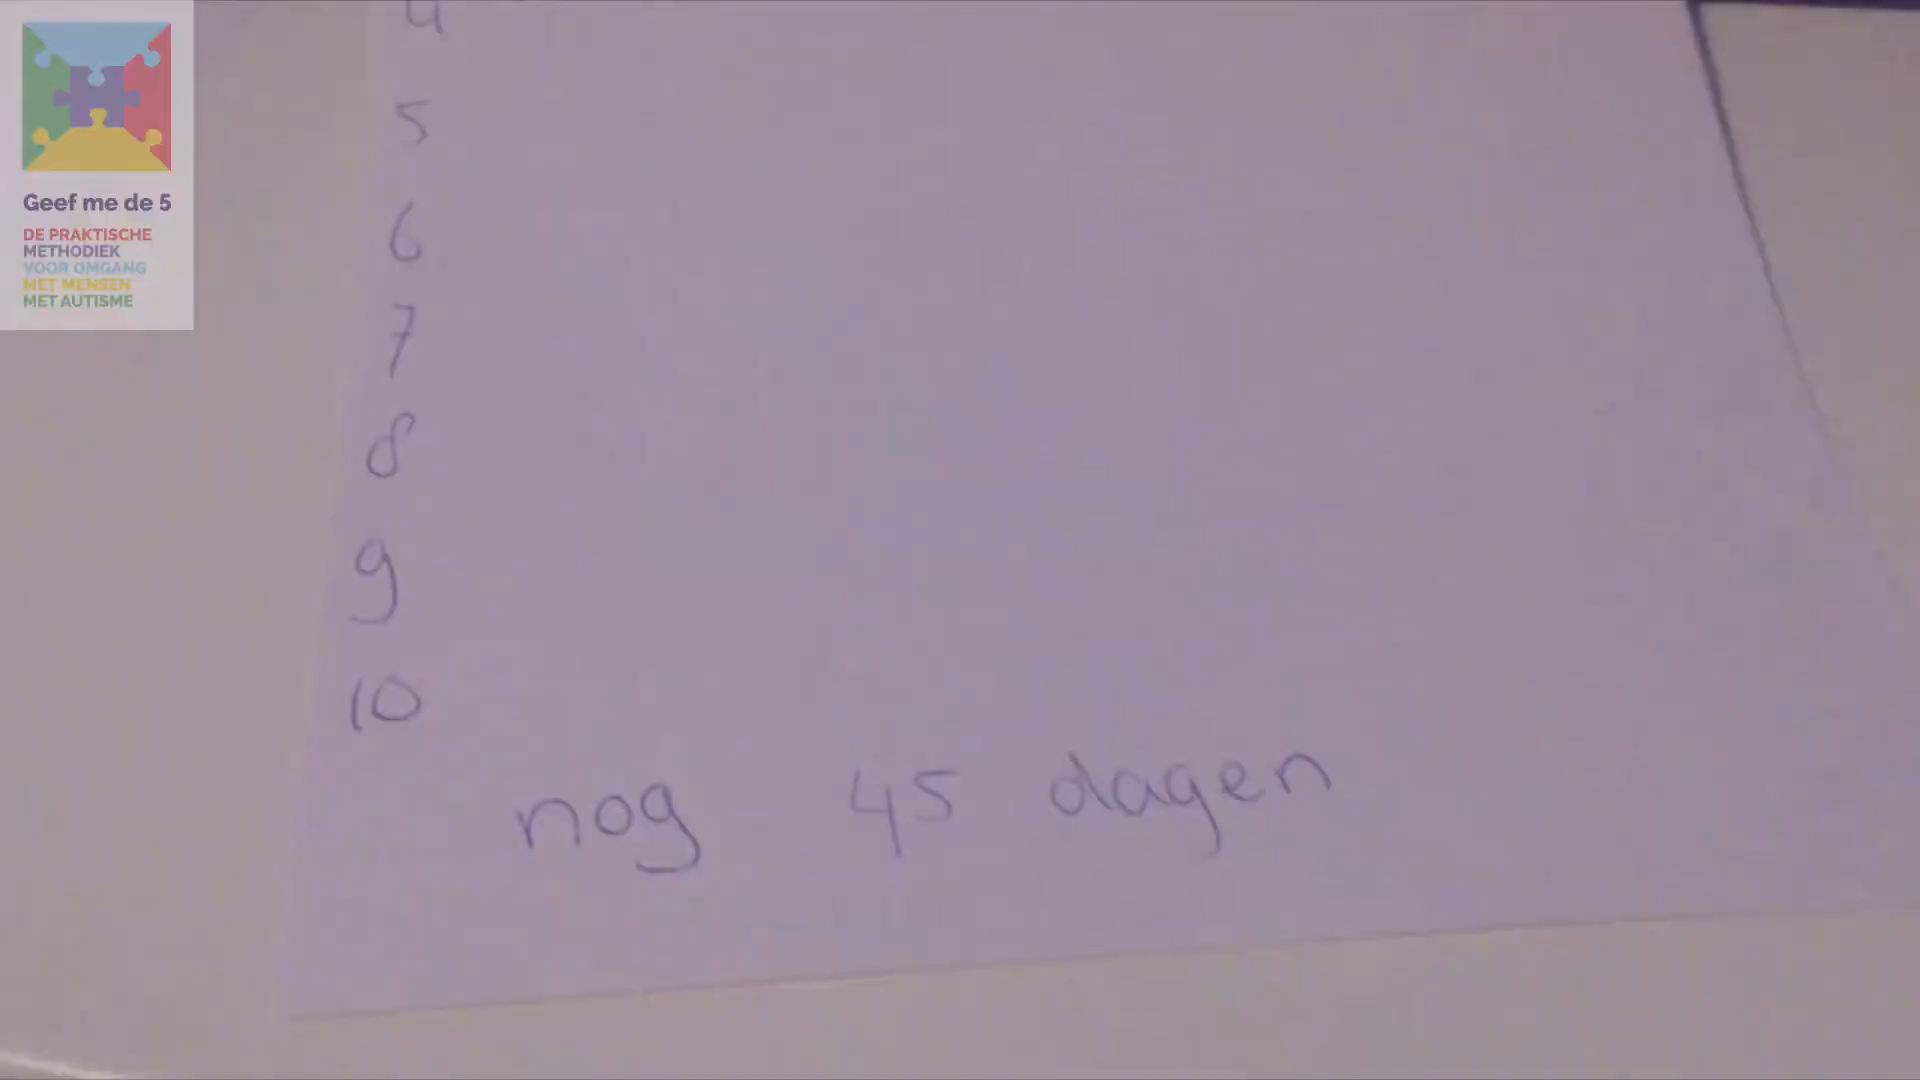 Geef me de 5
DE PRAKTISCHE
METHODIEK
VOOR OMGANG
MET MENSEN
MET AUTISME
4
5
6
7
8
9
10
nog 45 dagen